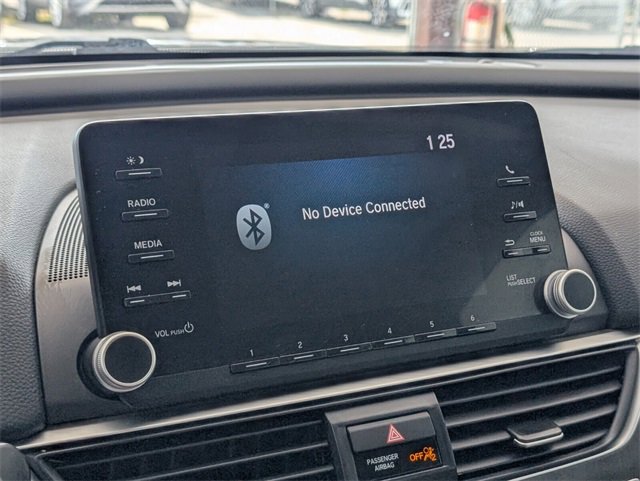 1 25
RADIO
No Device Connected
®
MEDIA
CLOCK
MENU
LIST
PUSH SELECT
VOL PUSH
1 2 3 4 5 6
PASSENGER
AIRBAG
OFF
2